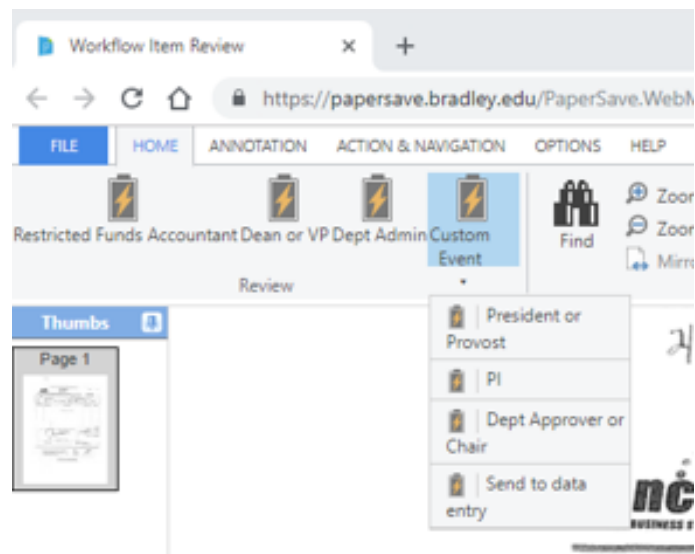 Workflow Item Review
https://papersave.bradley.edu/PaperSave.WebM
FILE HOME ANNOTATION ACTION & NAVIGATION OPTIONS HELP
Restricted Funds Accountant Dean or VP Dept Admin Custom
Event
Review
Find
Zoom
Zoom
Mirro
Thumbs
Page 1
President or
Provost
PI
Dept Approver or
Chair
Send to data
entry
nc
BUSINESS